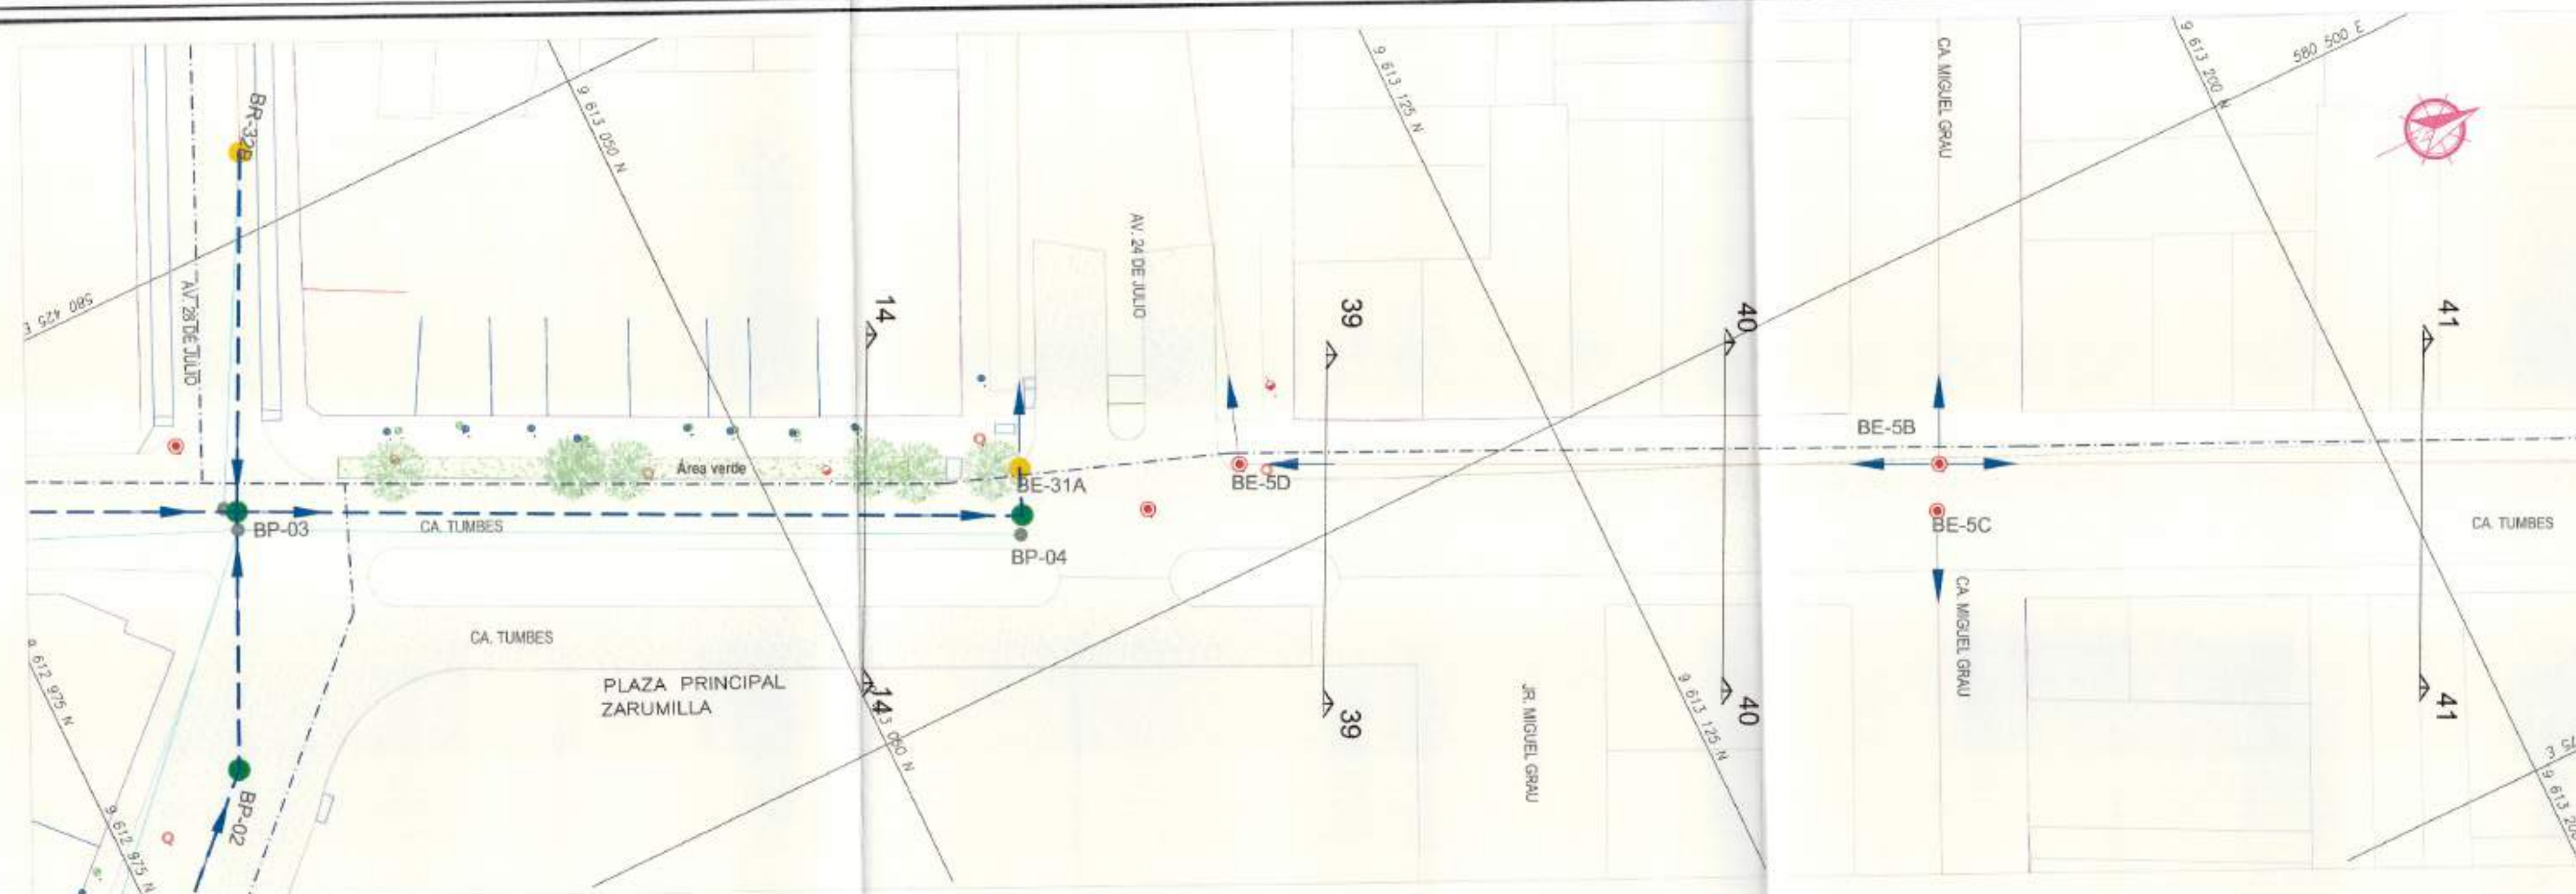 BR-32B
9 613 050 N
580 425 E
AV. 28 DE JULIO
14
AV. 24 DE JULIO
39
9 613 125 N
40
CA. MIGUEL GRAU
9 613 200 N
580 500 E
41
Área verde
BE-31A
BE-5D
BE-5B
BE-5C
BP-03
CA. TUMBES
BP-04
CA. TUMBES
CA. TUMBES
PLAZA PRINCIPAL
ZARUMILLA
14
39
JR. MIGUEL GRAU
9 613 125 N
40
CA. MIGUEL GRAU
41
9 612 975 N
9 612 975 N
BP-02